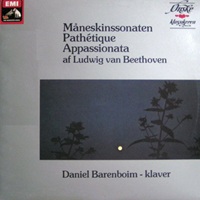 EMI
Måneskinssonaten
Pathétique
Appassionata
af Ludwig van Beethoven
Daniel Barenboim - klaver